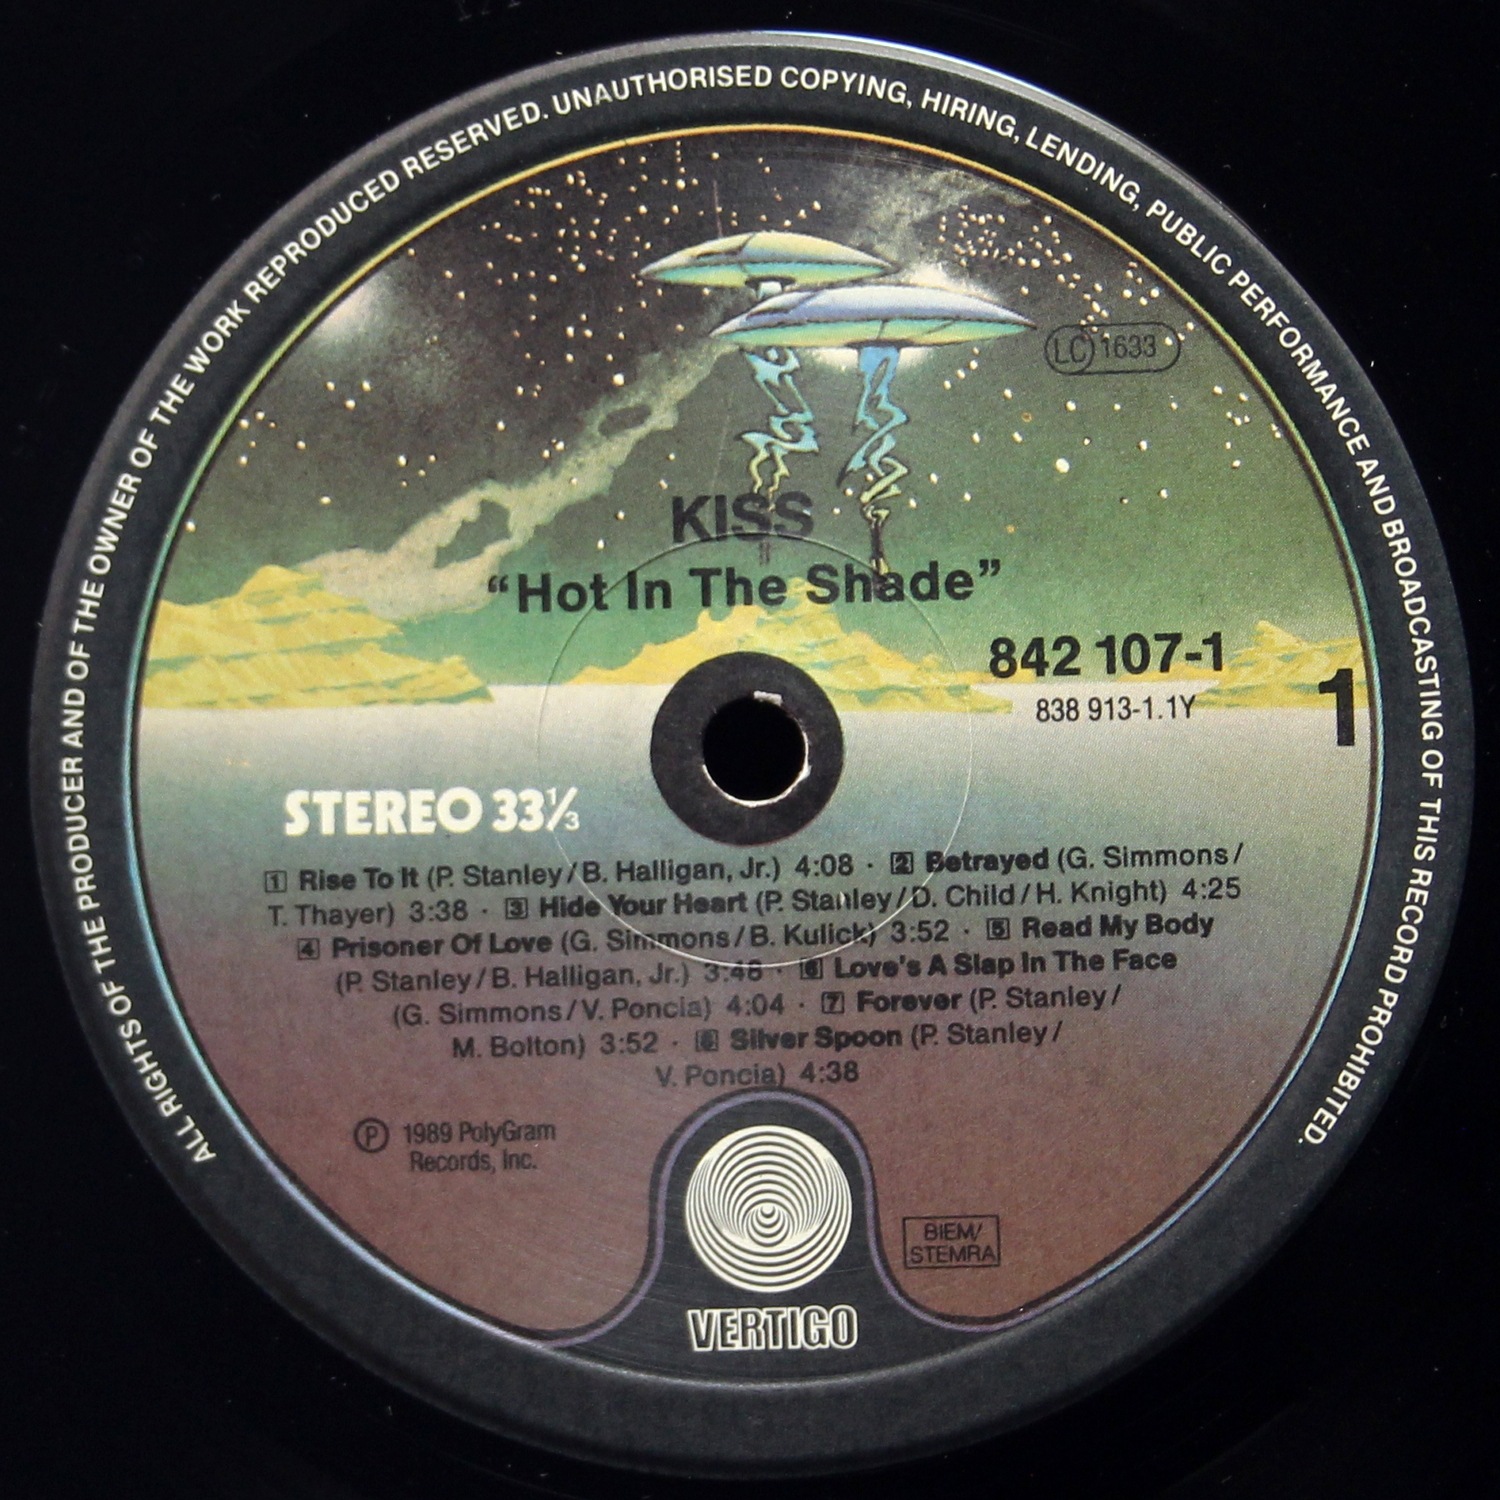 ALL RIGHTS OF THE PRODUCER AND OF THE OWNER OF THE WORK REPRODUCED RESERVED. UNAUTHORISED COPYING, HIRING, LENDING, PUBLIC PERFORMANCE AND BROADCASTING OF THIS RECORD PROHIBITED.
LC 1633
KISS
“Hot In The Shade”
842 107-1
838 913-1.1Y
1
STEREO 33⅓
1 Rise To It (P. Stanley/B. Halligan, Jr.) 4:08 · 2 Betrayed (G. Simmons/
T. Thayer) 3:38 · 3 Hide Your Heart (P. Stanley/D. Child/H. Knight) 4:25
4 Prisoner Of Love (G. Simmons/B. Kulick) 3:52 · 5 Read My Body
(P. Stanley/B. Halligan, Jr.) 3:48 · 6 Love's A Slap In The Face
(G. Simmons/V. Poncia) 4:04 · 7 Forever (P. Stanley/
M. Bolton) 3:52 · 8 Silver Spoon (P. Stanley/
V. Poncia) 4:38
Ⓟ 1989 PolyGram
Records, Inc.
BIEM/
STEMRA
VERTIGO